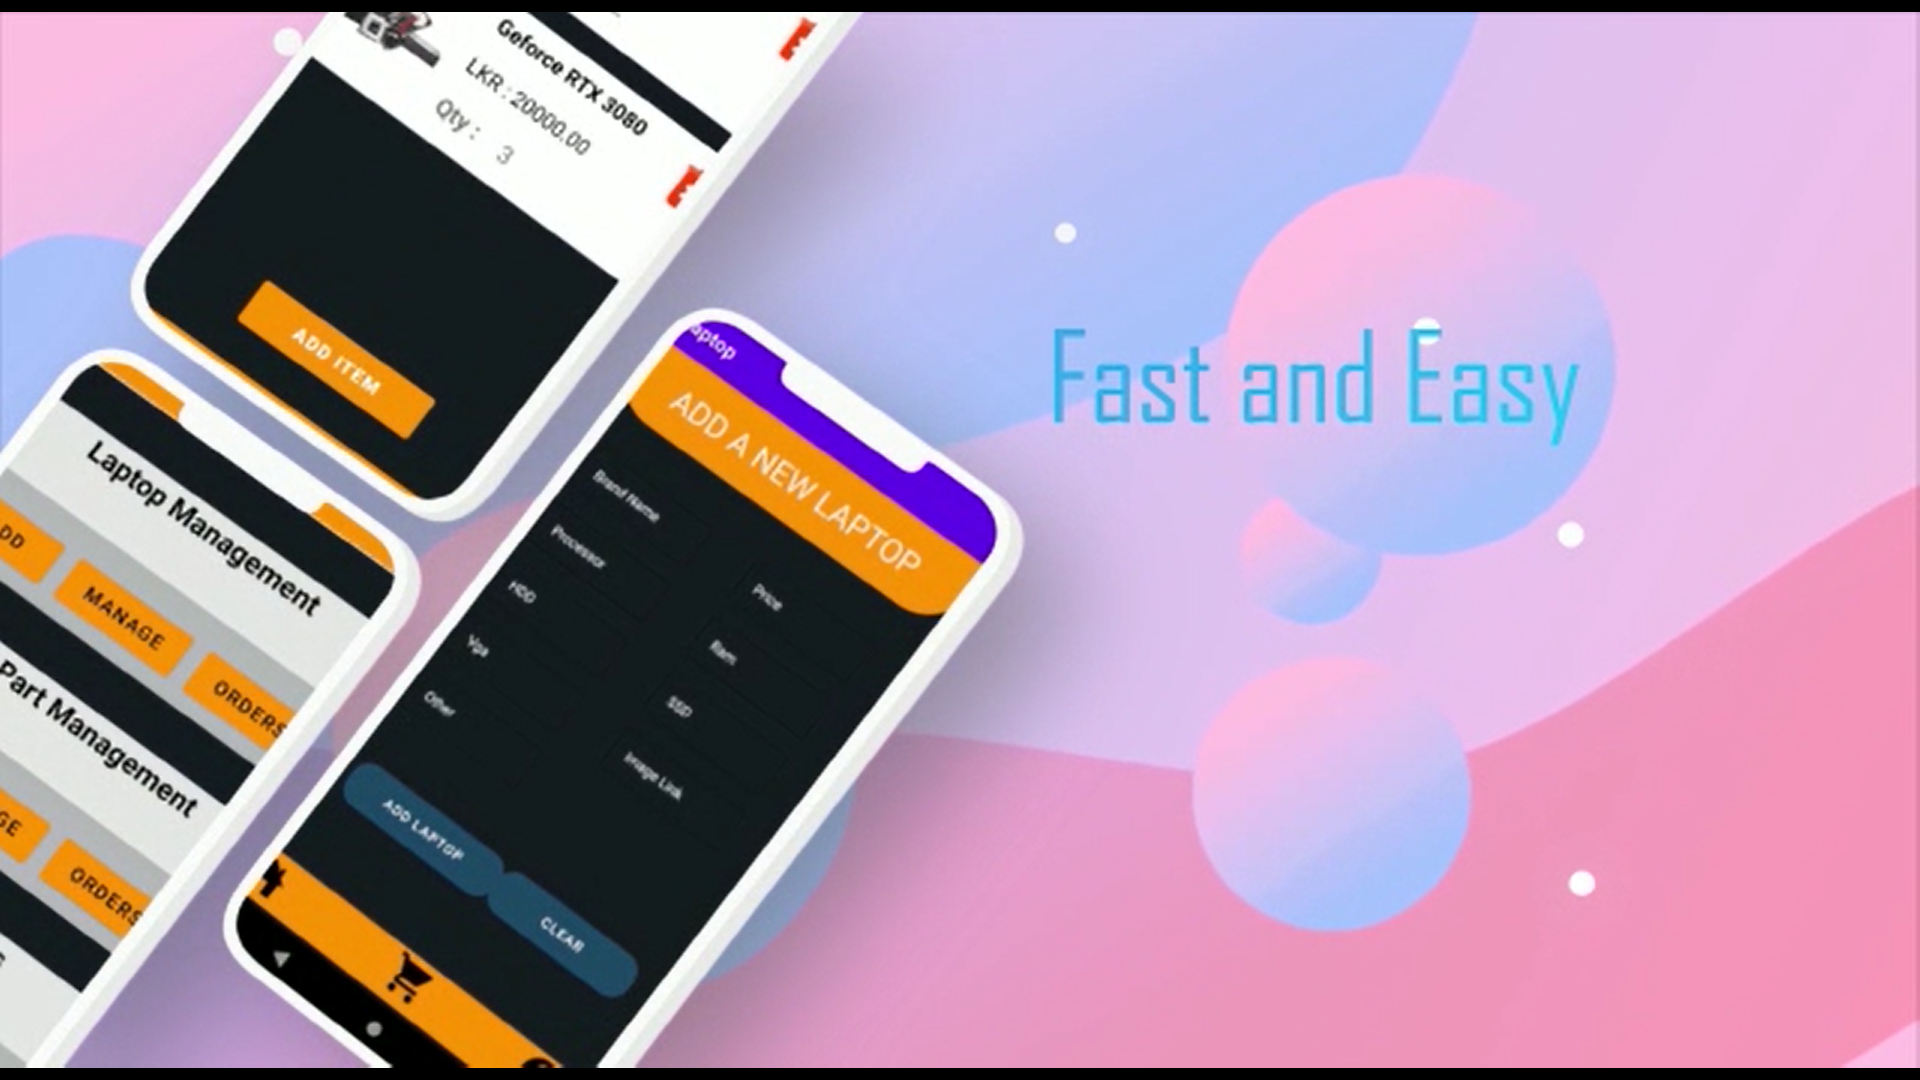 Geforce RTX 3080
LKR : 20000.00
Qty : 3
ADD ITEM
Laptop Management
DD
MANAGE
ORDERS
Part Management
GE
ORDERS
aptop
ADD A NEW LAPTOP
Brand Name
Price
Processor
Ram
HDD
SSD
Vga
Image Link
Other
ADD LAPTOP
CLEAR
Fast and Easy